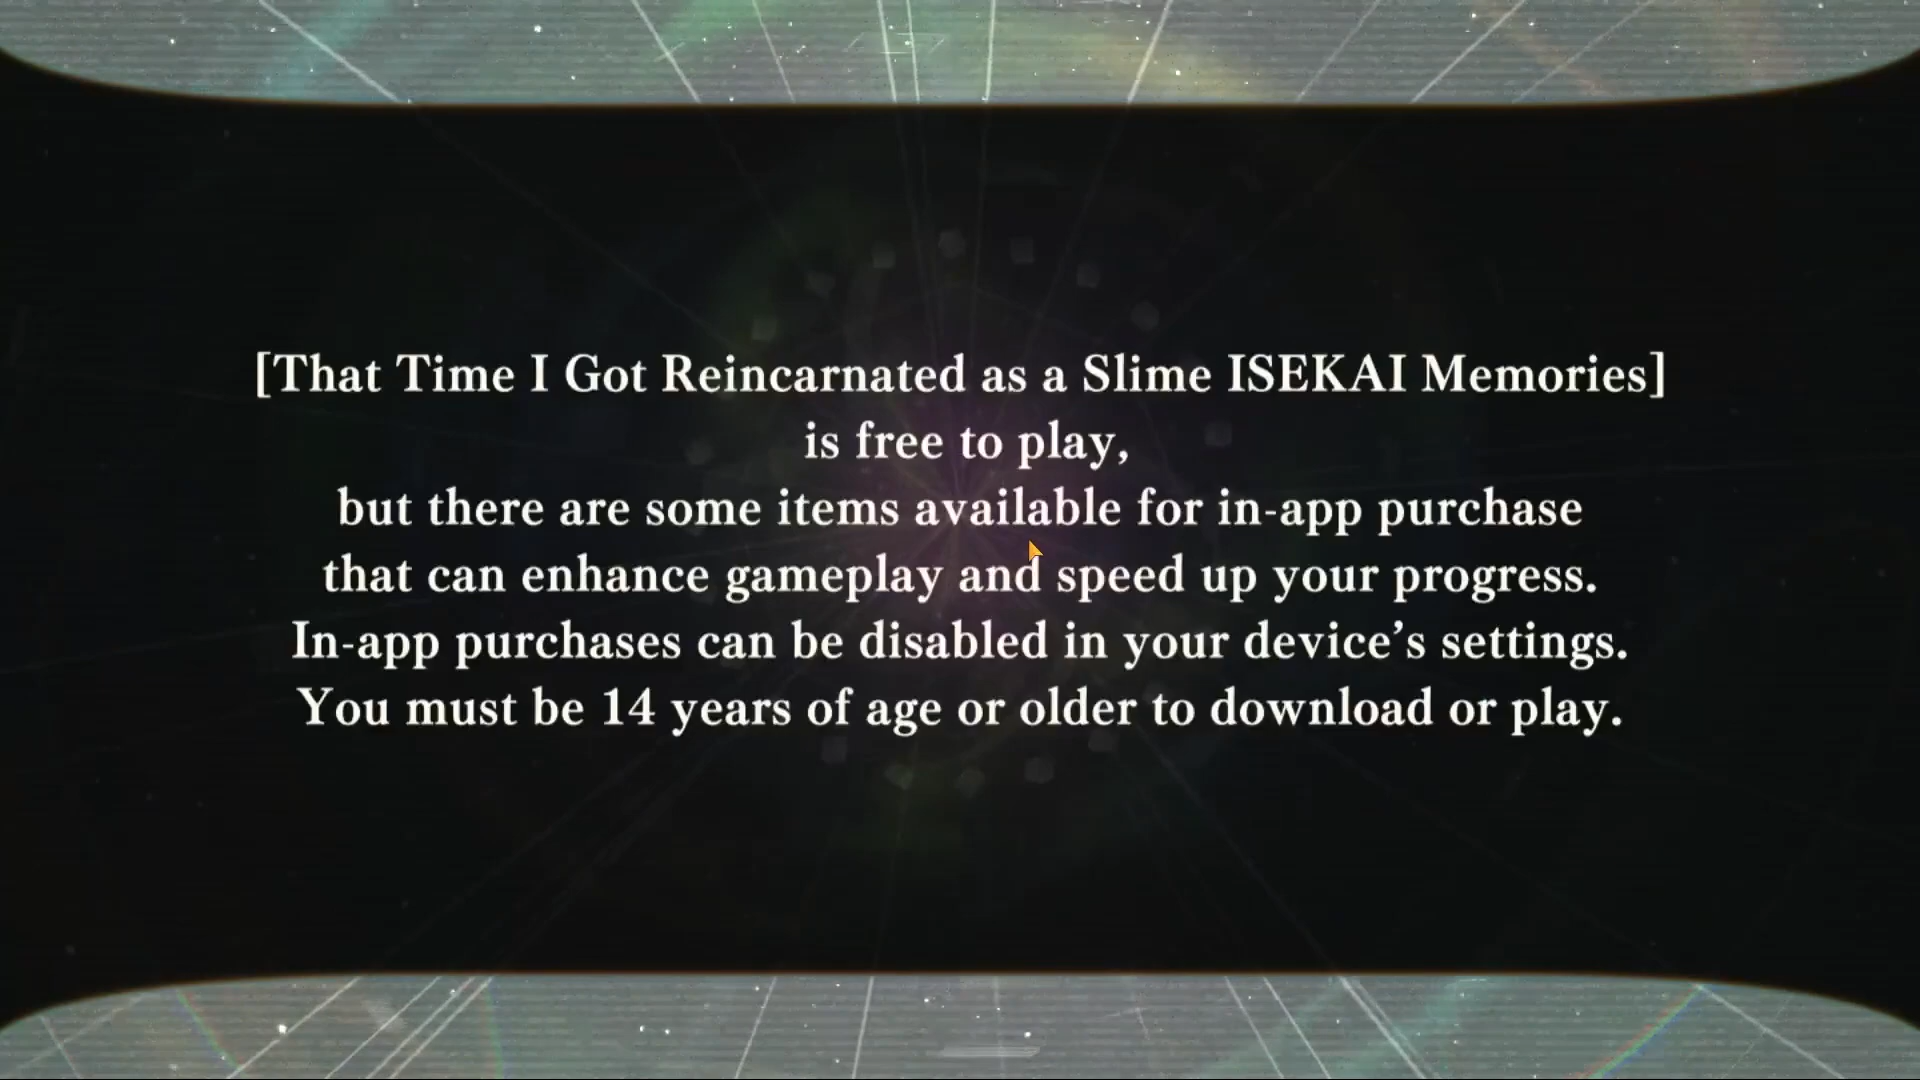 [That Time I Got Reincarnated as a Slime ISEKAI Memories]
is free to play,
but there are some items available for in-app purchase
that can enhance gameplay and speed up your progress.
In-app purchases can be disabled in your device’s settings.
You must be 14 years of age or older to download or play.